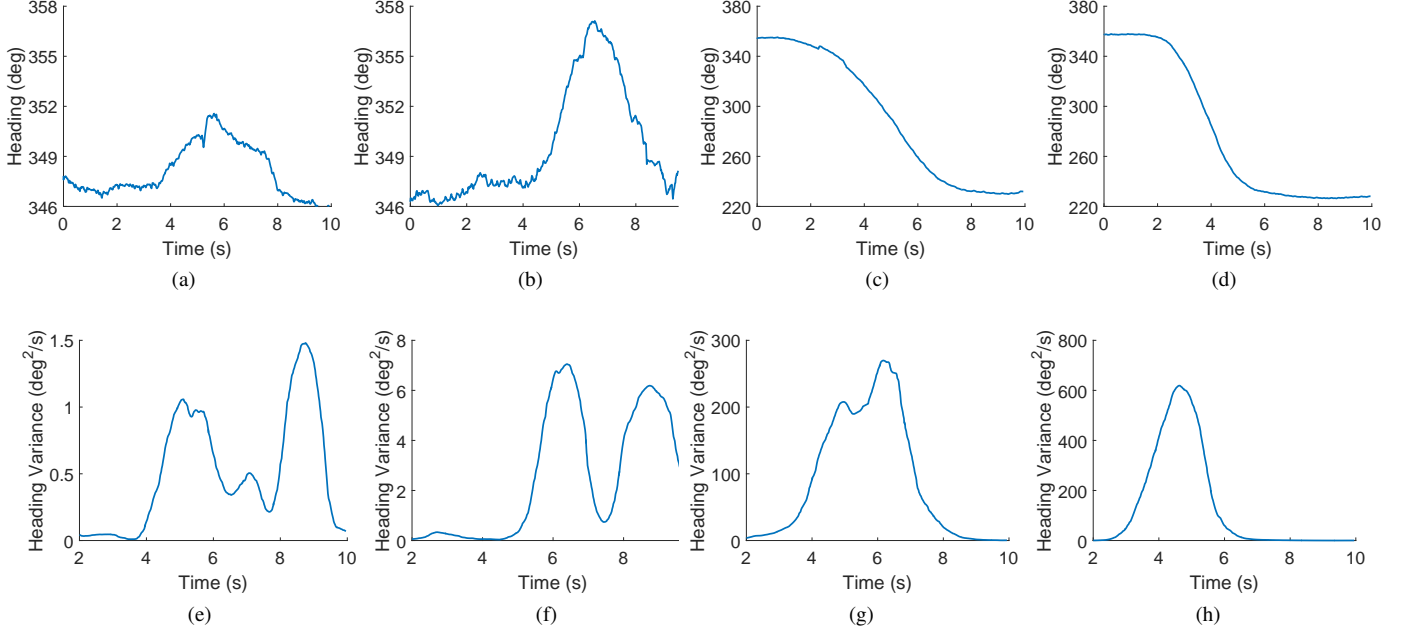 358
355
352
349
346
Heading (deg)
0 2 4 6 8 10
Time (s)
(a)
358
355
352
349
346
Heading (deg)
0 2 4 6 8
Time (s)
(b)
380
340
300
260
220
Heading (deg)
0 2 4 6 8 10
Time (s)
(c)
380
340
300
260
220
Heading (deg)
0 2 4 6 8 10
Time (s)
(d)
1.5
1
0.5
0
Heading Variance (deg²/s)
2 4 6 8 10
Time (s)
(e)
8
6
4
2
0
Heading Variance (deg²/s)
2 4 6 8
Time (s)
(f)
300
200
100
0
Heading Variance (deg²/s)
2 4 6 8 10
Time (s)
(g)
800
600
400
200
0
Heading Variance (deg²/s)
2 4 6 8 10
Time (s)
(h)